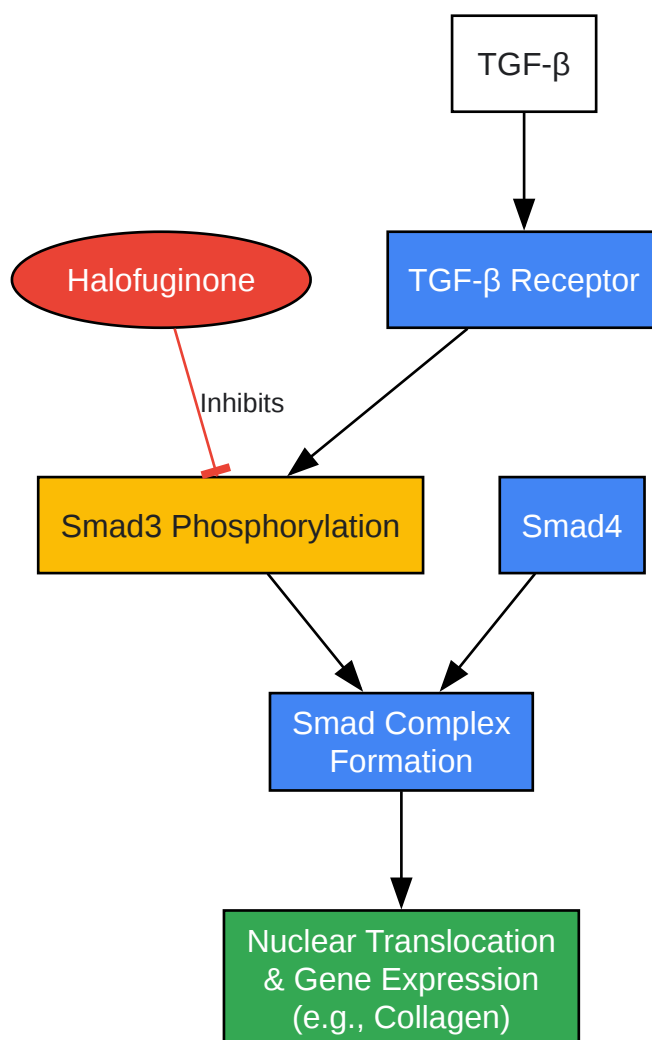 TGF-β
Halofuginone
TGF-β Receptor
Inhibits
Smad3 Phosphorylation
Smad4
Smad Complex
Formation
Nuclear Translocation
& Gene Expression
(e.g., Collagen)